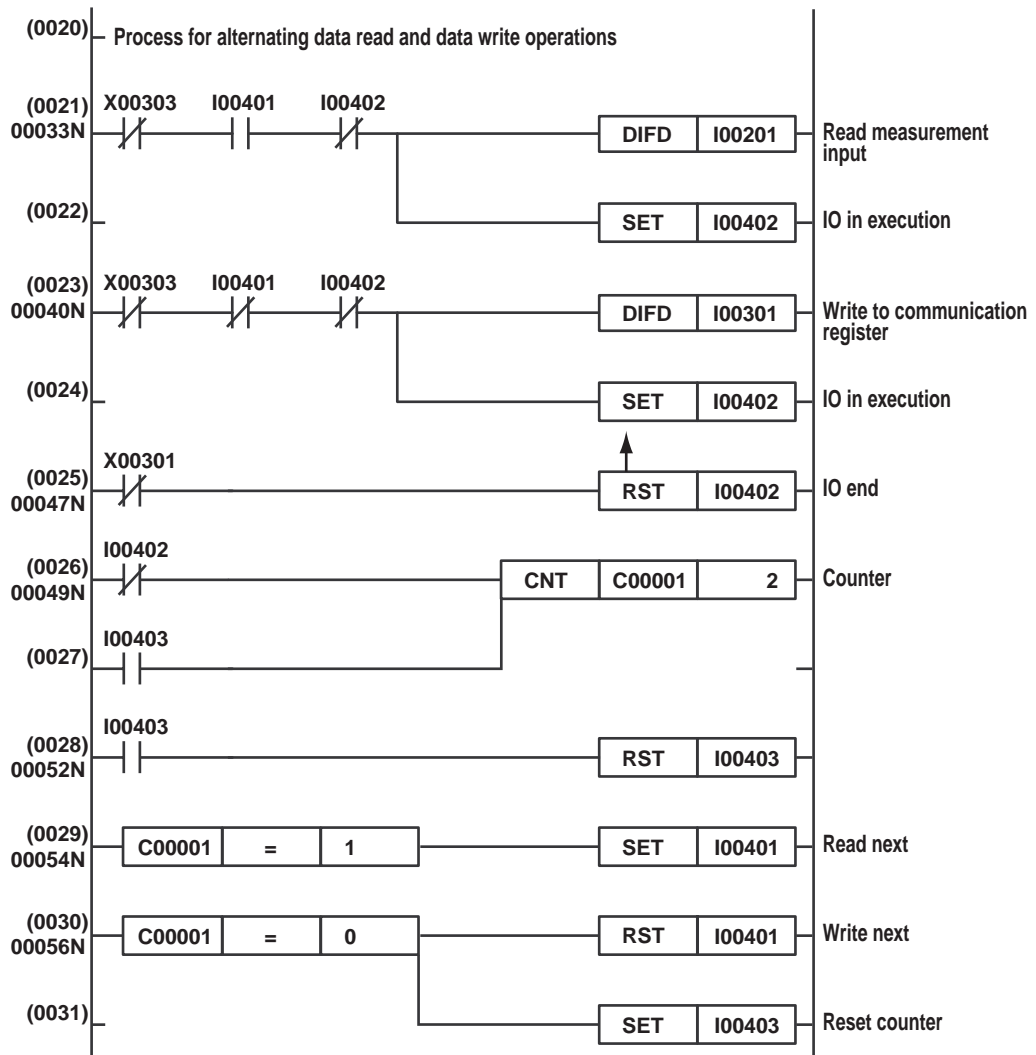 (0020) Process for alternating data read and data write operations
X00303 I00401 I00402
(0021)
00033N DIFD I00201 Read measurement
input
(0022) SET I00402 IO in execution
X00303 I00401 I00402
(0023)
00040N DIFD I00301 Write to communication
register
(0024) SET I00402 IO in execution
X00301
(0025)
00047N RST I00402 IO end
I00402
(0026)
00049N CNT C00001 2 Counter
I00403
(0027)
I00403
(0028)
00052N RST I00403
(0029)
00054N C00001 = 1 SET I00401 Read next
(0030)
00056N C00001 = 0 RST I00401 Write next
(0031) SET I00403 Reset counter